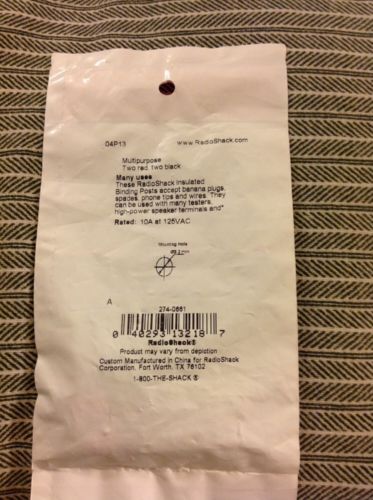 04P13 www.RadioShack.com
Multipurpose
Two red, two black
Many uses
These RadioShack Insulated
Binding Posts accept banana plugs,
spades, phone tips and wires. They
can be used with many testers,
high-power speaker terminals and"
Rated: 10A at 125VAC
Mounting Hole
mm
A
274-0661
0 40293 13218 7
RadioShack®
Product may vary from depiction
Custom Manufactured in China for RadioShack
Corporation, Fort Worth, TX 76102
1-800-THE-SHACK ®